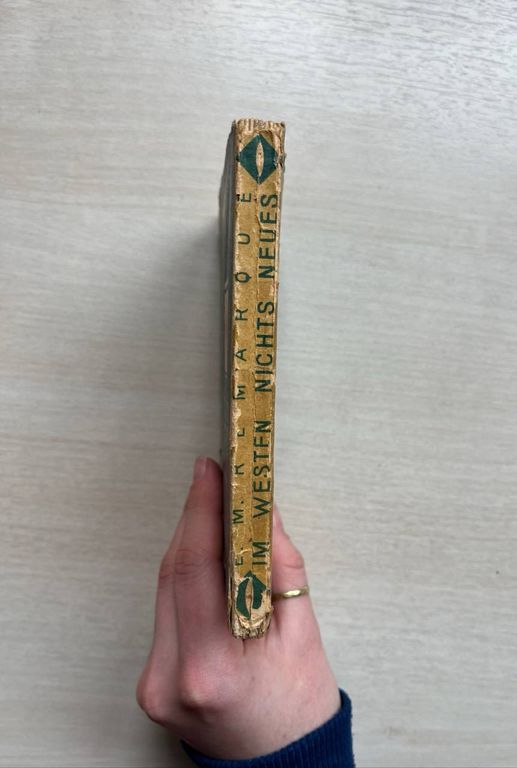 E. M. REMARQUE
IM WESTEN NICHTS NEUES